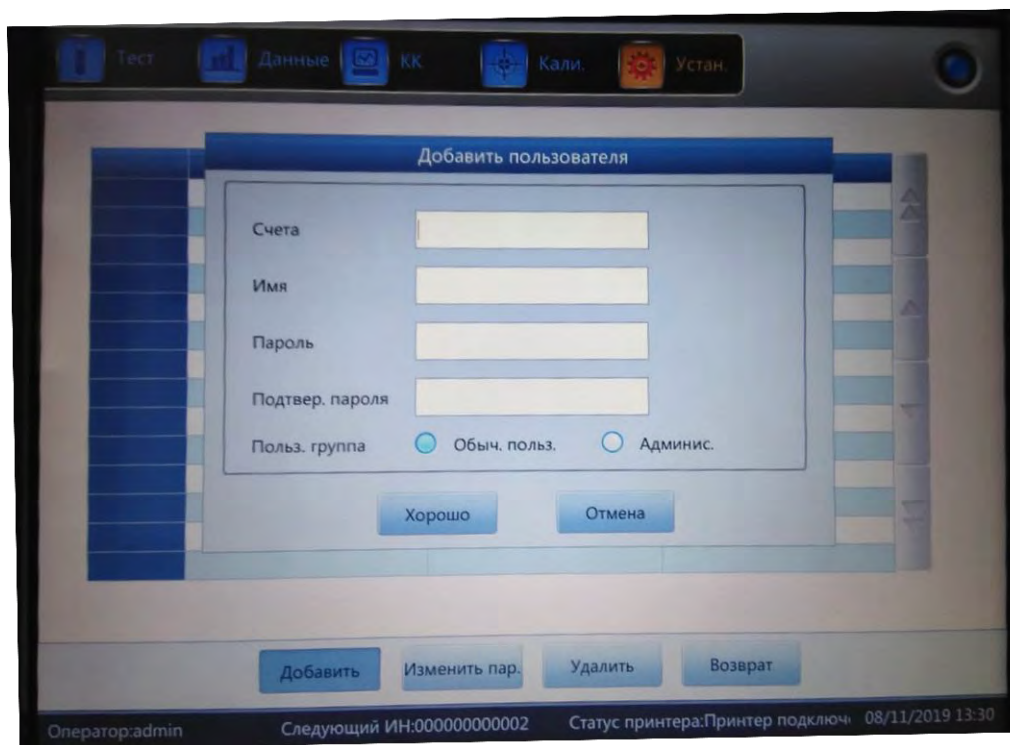 Тест Данные КК Кали. Устан.
Добавить пользователя
Счета
Имя
Пароль
Подтвер. пароля
Польз. группа Обыч. польз. Админис.
Хорошо Отмена
Добавить Изменить пар. Удалить Возврат
Оператор:admin Следующий ИН:000000000002 Статус принтера:Принтер подключ 08/11/2019 13:30